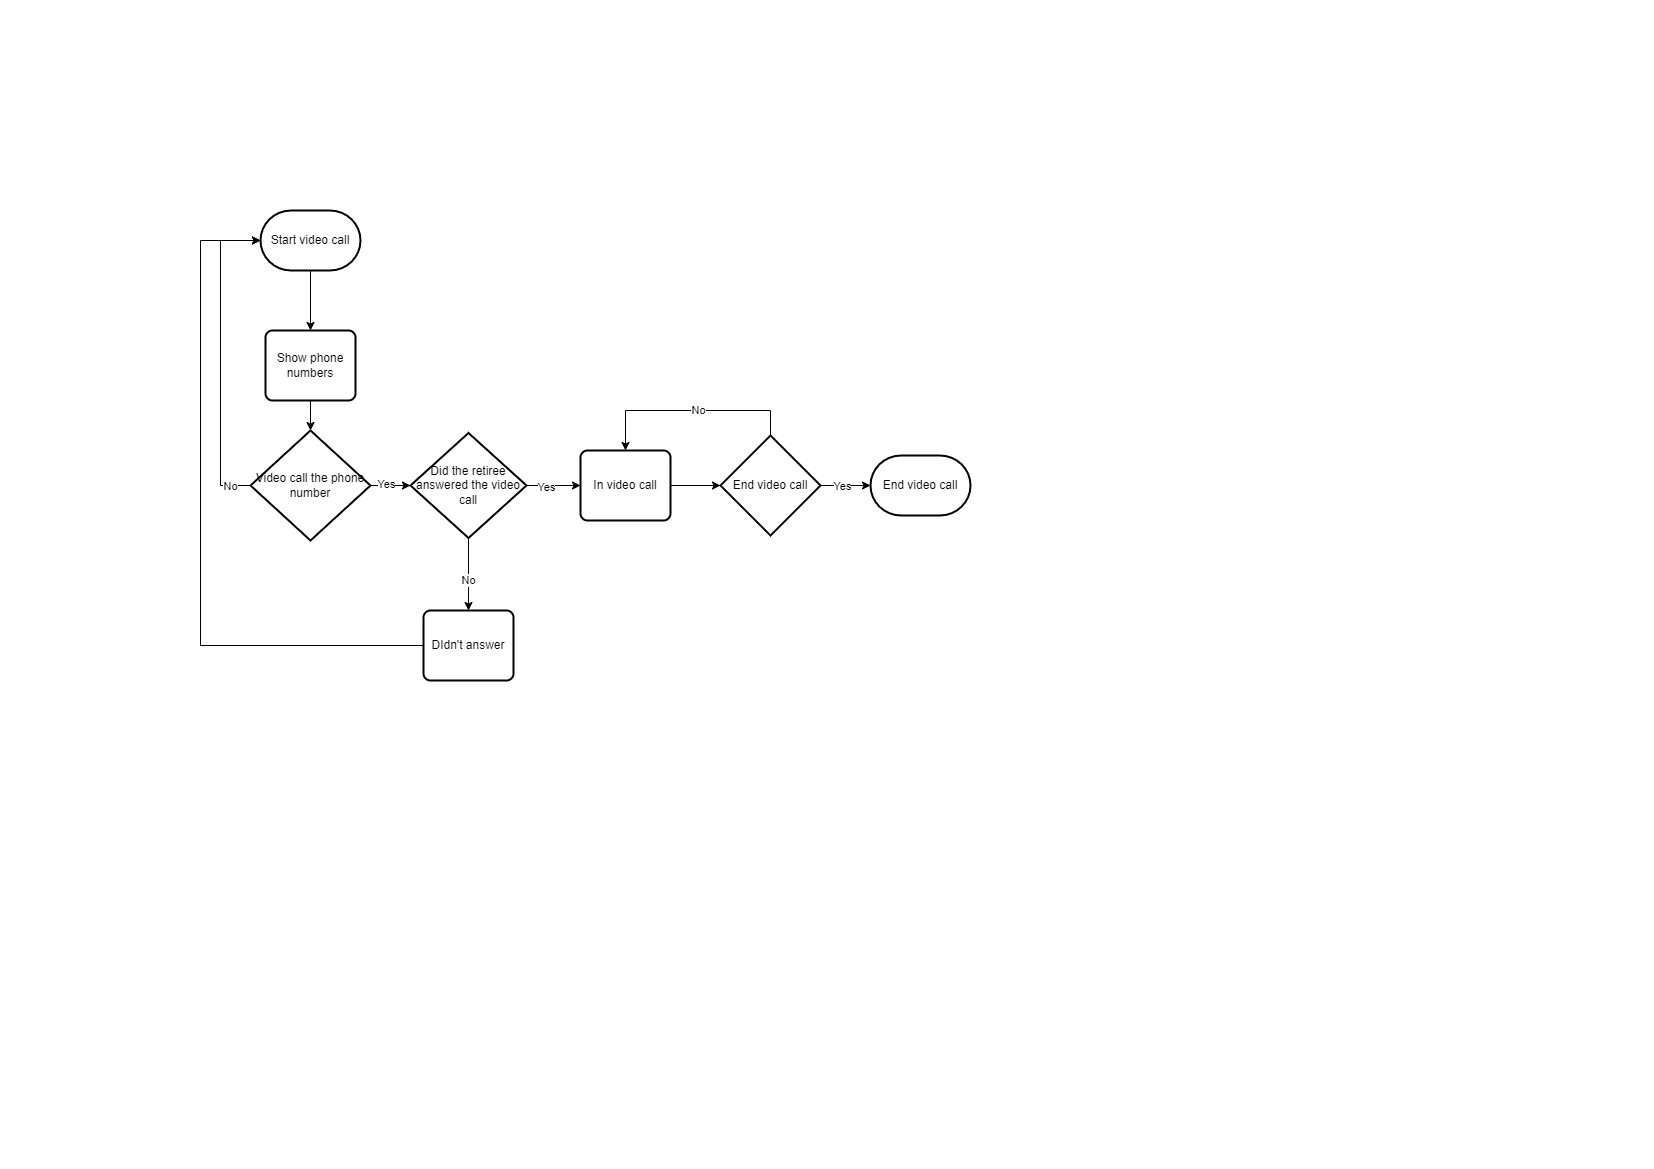 Start video call
Show phone
numbers
No
Video call the phone
number
Yes
Did the retiree
answered the video
call
Yes
In video call
No
End video call
Yes
End video call
No
DIdn't answer